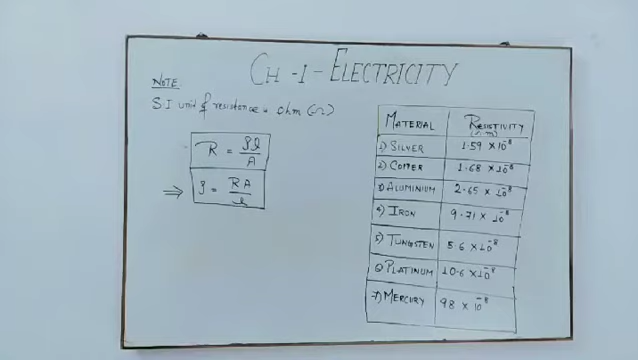 CH - 1 - ELECTRICITY
NOTE
S.I unit of resistance is ohm (Ω)
R = ρl/A
⇒ ρ = RA/l
MATERIAL RESISTIVITY (Ω.m)
1) SILVER 1.59 × 10⁻⁸
2) COPPER 1.68 × 10⁻⁸
3) ALUMINIUM 2.65 × 10⁻⁸
4) IRON 9.71 × 10⁻⁸
5) TUNGSTEN 5.6 × 10⁻⁸
6) PLATINUM 10.6 × 10⁻⁸
7) MERCURY 98 × 10⁻⁸